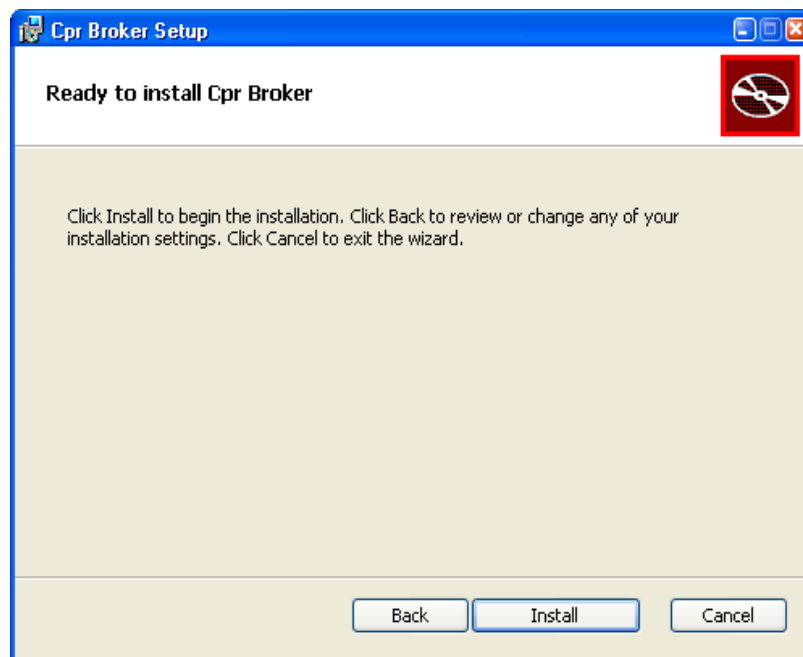 Cpr Broker Setup
Ready to install Cpr Broker
Click Install to begin the installation. Click Back to review or change any of your
installation settings. Click Cancel to exit the wizard.
Back Install Cancel